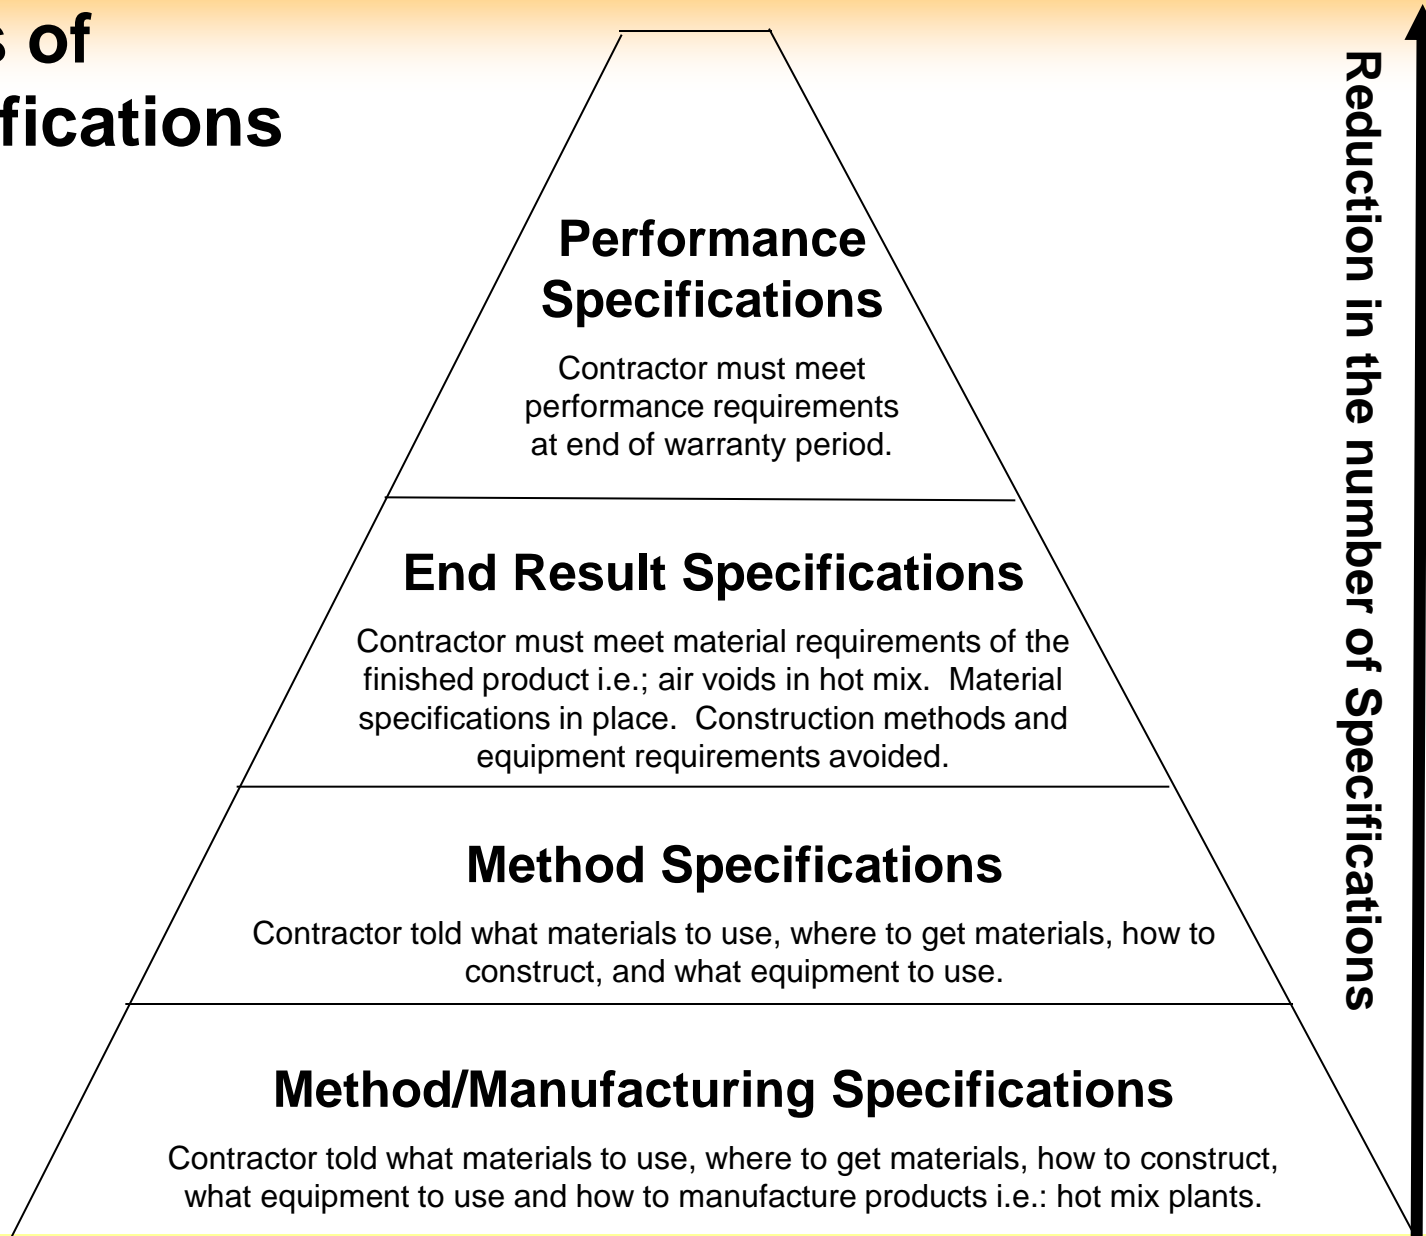 s of
fications
Performance
Specifications
Contractor must meet
performance requirements
at end of warranty period.
End Result Specifications
Contractor must meet material requirements of the
finished product i.e.; air voids in hot mix.  Material
specifications in place.  Construction methods and
equipment requirements avoided.
Method Specifications
Contractor told what materials to use, where to get materials, how to
construct, and what equipment to use.
Method/Manufacturing Specifications
Contractor told what materials to use, where to get materials, how to construct,
what equipment to use and how to manufacture products i.e.: hot mix plants.
Reduction in the number of Specifications